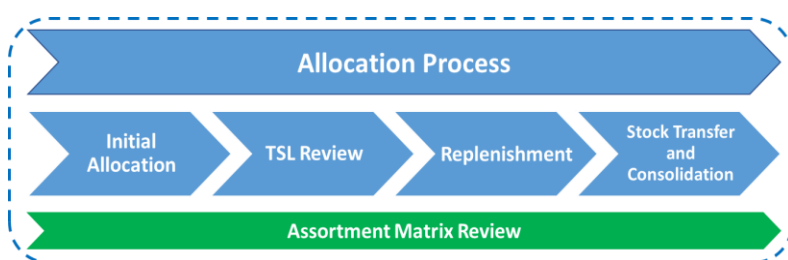 Allocation Process
Initial
Allocation
TSL Review
Replenishment
Stock Transfer
and
Consolidation
Assortment Matrix Review